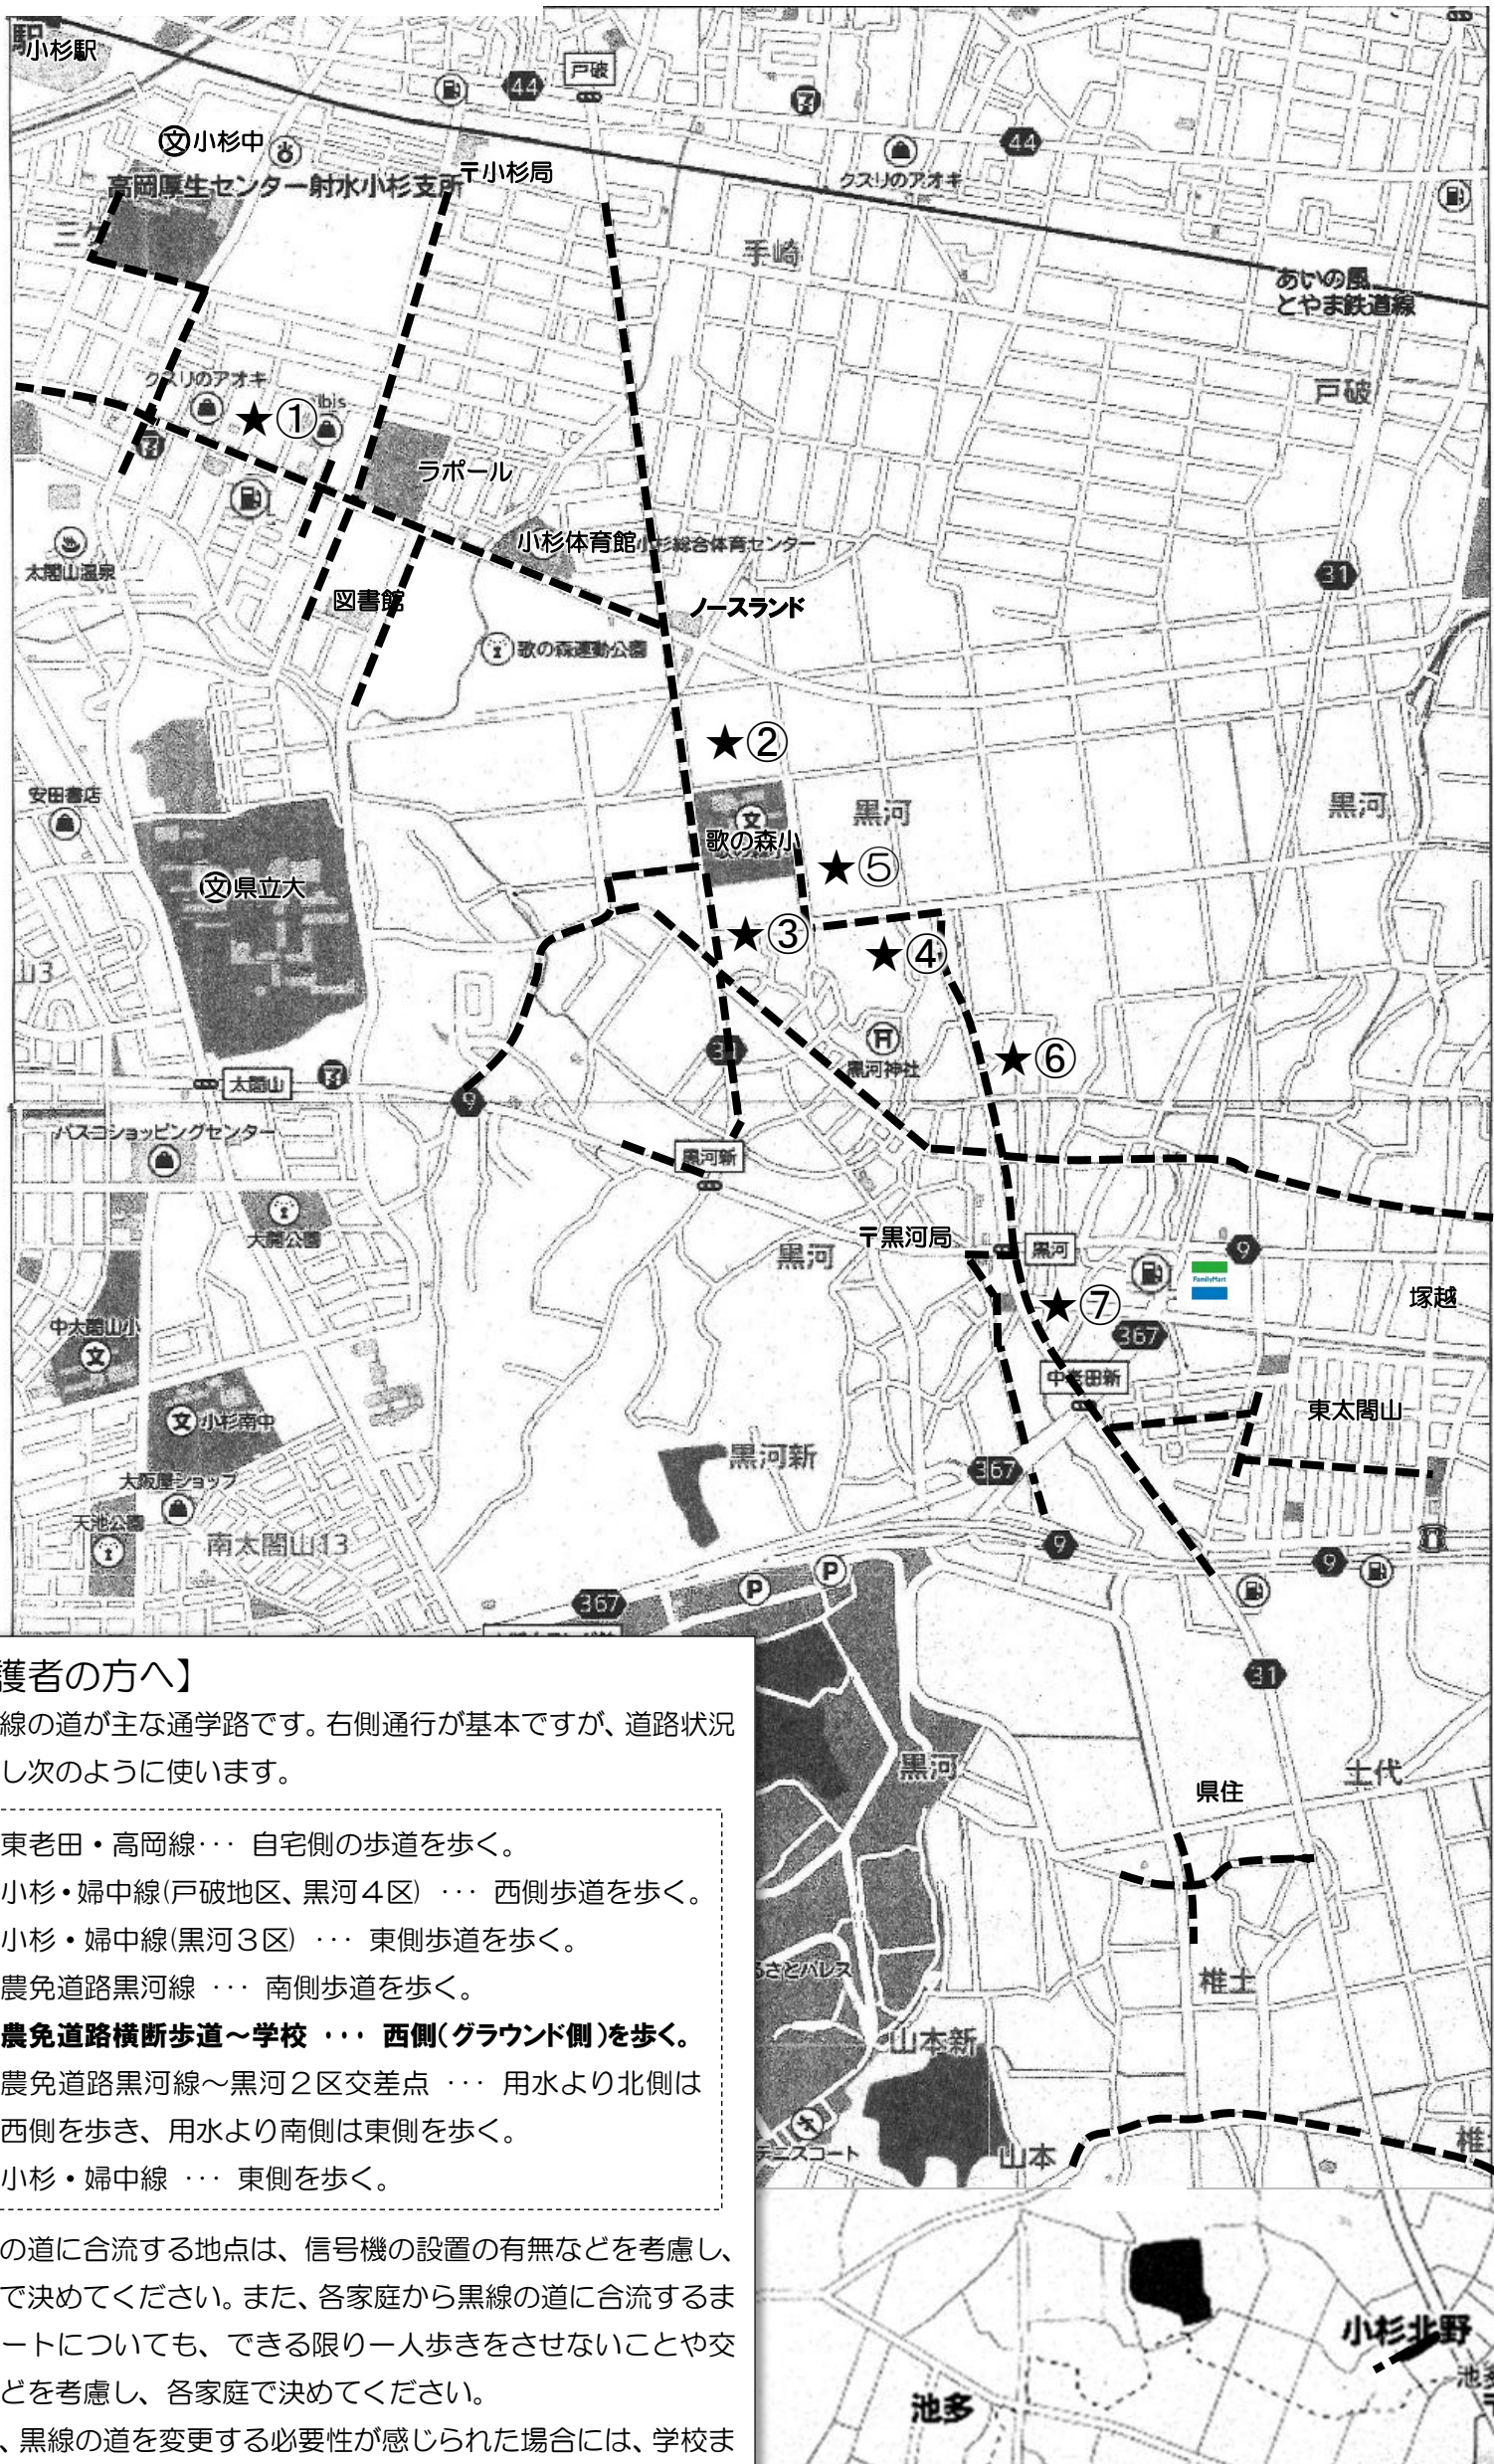 駅
小杉駅
戸破
44
文小杉中
〒小杉局
高岡厚生センター射水小杉支所
44
クスリのアオキ
三ケ
手崎
あいの風
とやま鉄道線
クスリのアオキ
戸破
★①
ibis
ラポール
小杉体育館
小杉総合体育センター
太閤山温泉
31
図書館
ノースランド
歌の森運動公園
★②
安田書店
黒河
黒河
文
歌の森小
★⑤
文県立大
★③
★④
山3
31
黒河神社
★⑥
太閤山
9
パスコショッピングセンター
黒河新
太閤公園
〒黒河局
黒河
黒河
9
FamilyMart
塚越
★⑦
中太閤山小
文
367
中老田新
東太閤山
文小杉南中
黒河新
大阪屋ショップ
367
天池公園
南太閤山13
9
9
P
P
367
31
護者の方へ】
線の道が主な通学路です。右側通行が基本ですが、道路状況
し次のように使います。
東老田・高岡線… 自宅側の歩道を歩く。
小杉・婦中線(戸破地区、黒河４区) … 西側歩道を歩く。
小杉・婦中線(黒河３区) … 東側歩道を歩く。
農免道路黒河線 … 南側歩道を歩く。
農免道路横断歩道～学校 … 西側(グラウンド側)を歩く。
農免道路黒河線～黒河２区交差点 … 用水より北側は
西側を歩き、用水より南側は東側を歩く。
小杉・婦中線 … 東側を歩く。
の道に合流する地点は、信号機の設置の有無などを考慮し、
で決めてください。また、各家庭から黒線の道に合流するま
ートについても、できる限り一人歩きをさせないことや交
どを考慮し、各家庭で決めてください。
、黒線の道を変更する必要性が感じられた場合には、学校ま
黒河
土代
県住
るさとパレス
椎土
山本新
テニスコート
山本
椎
小杉北野
池多
池多